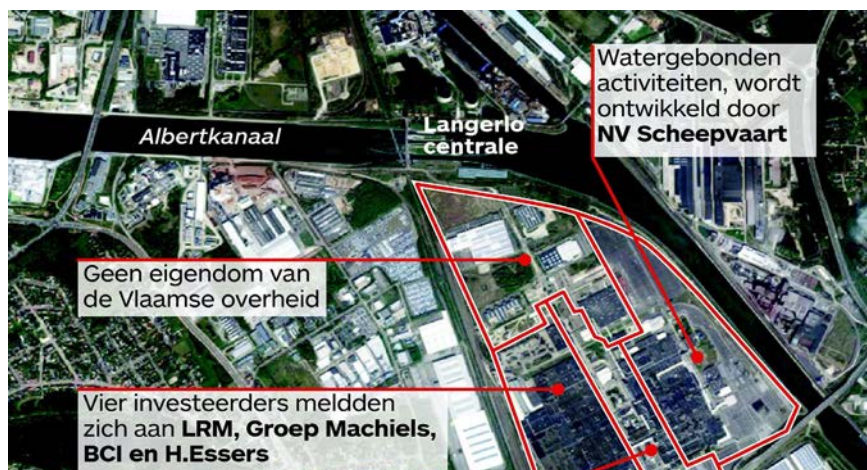 Watergebonden
activiteiten, wordt
ontwikkeld door
NV Scheepvaart
Albertkanaal
Langerlo
centrale
Geen eigendom van
de Vlaamse overheid
Vier investeerders meldden
zich aan LRM, Groep Machiels,
BCI en H.Essers